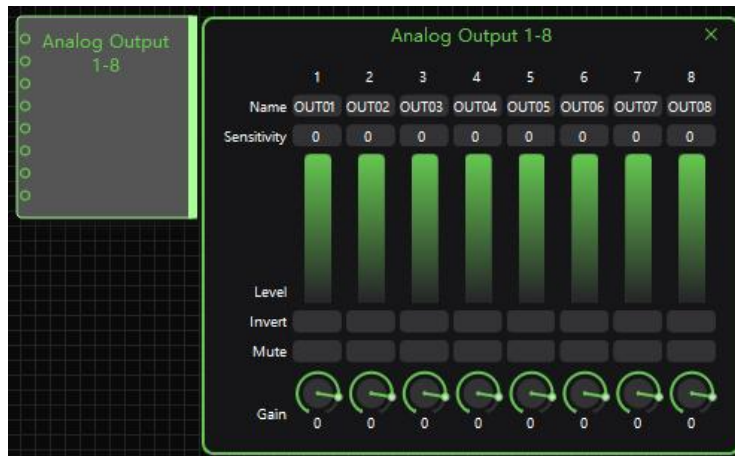 Analog Output
1-8
Analog Output 1-8
1 2 3 4 5 6 7 8
Name OUT01 OUT02 OUT03 OUT04 OUT05 OUT06 OUT07 OUT08
Sensitivity 0 0 0 0 0 0 0 0
Level
Invert
Mute
Gain
0 0 0 0 0 0 0 0